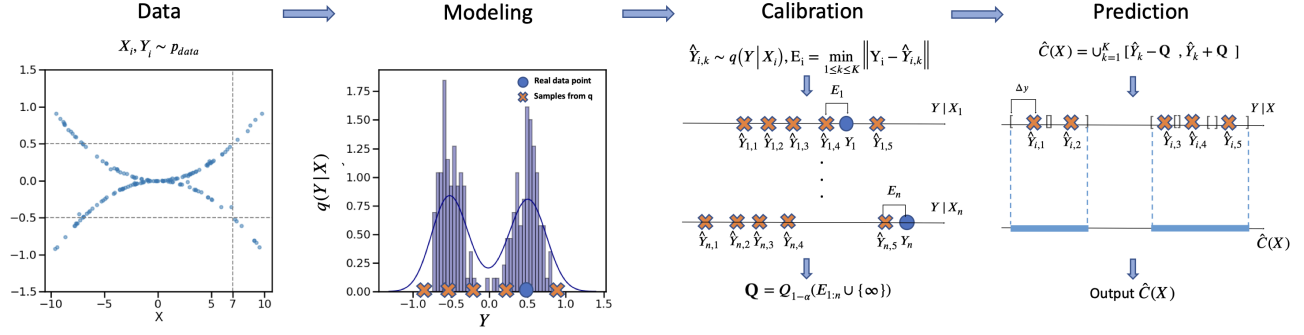 Data
Modeling
Calibration
Prediction
X_i, Y_i ~ p_data
1.5
1.0
0.5
0.0
−0.5
−1.0
−1.5
−10
−5
0
5
7
10
X
q(Y | X)
1.75
1.50
1.25
1.00
0.75
0.50
0.25
0.00
Real data point
Samples from q
−1.0
−0.5
0.0
0.5
1.0
1.5
Y
Ŷ_{i,k} ~ q(Y | X_i), E_i = min_{1≤k≤K} ‖Y_i − Ŷ_{i,k}‖
E_1
Y | X_1
Ŷ_{1,1} Ŷ_{1,2} Ŷ_{1,3} Ŷ_{1,4} Y_1 Ŷ_{1,5}
E_n
Y | X_n
Ŷ_{n,1} Ŷ_{n,2} Ŷ_{n,3} Ŷ_{n,4} Ŷ_{n,5} Y_n
Q = Q_{1−α}(E_{1:n} ∪ {∞})
Ĉ(X) = ∪_{k=1}^{K} [Ŷ_k − Q , Ŷ_k + Q ]
Δy
Y | X
[ [] ] [ [] ] [ ]
Ŷ_{i,1} Ŷ_{i,2} Ŷ_{i,3} Ŷ_{i,4} Ŷ_{i,5}
Ĉ(X)
Output Ĉ(X)